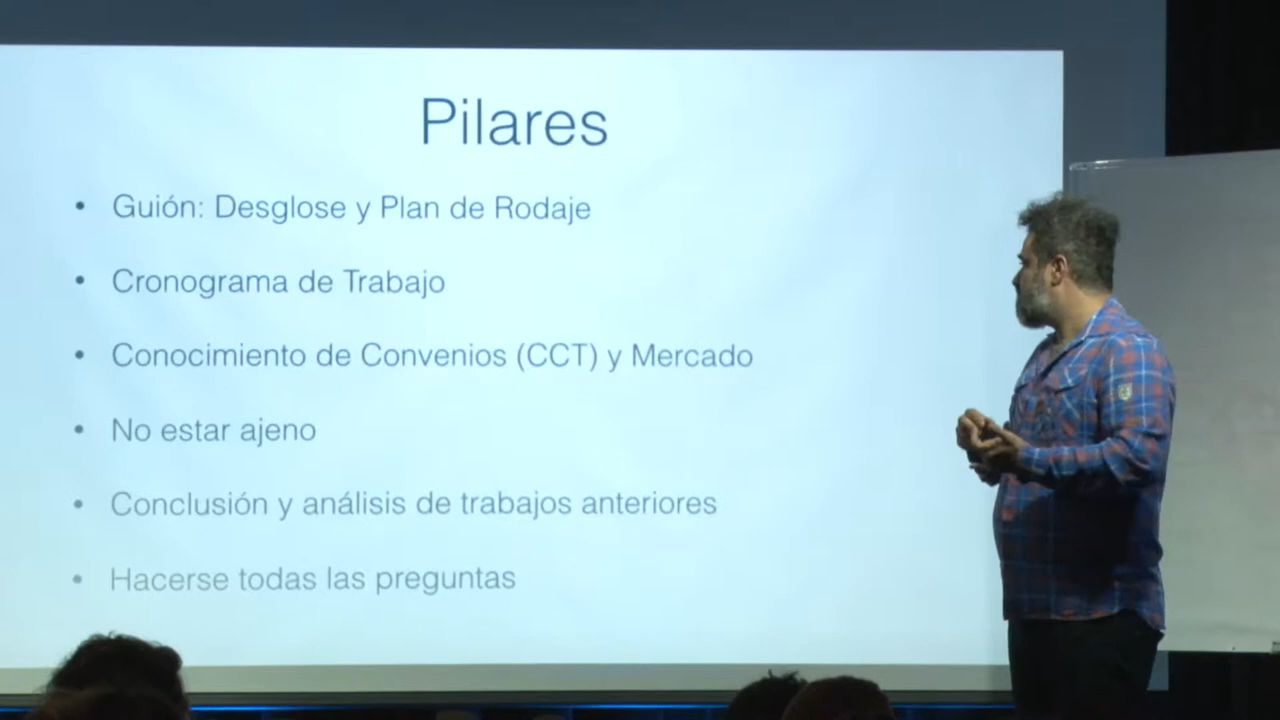 Pilares
• Guión: Desglose y Plan de Rodaje
• Cronograma de Trabajo
• Conocimiento de Convenios (CCT) y Mercado
• No estar ajeno
• Conclusión y análisis de trabajos anteriores
• Hacerse todas las preguntas